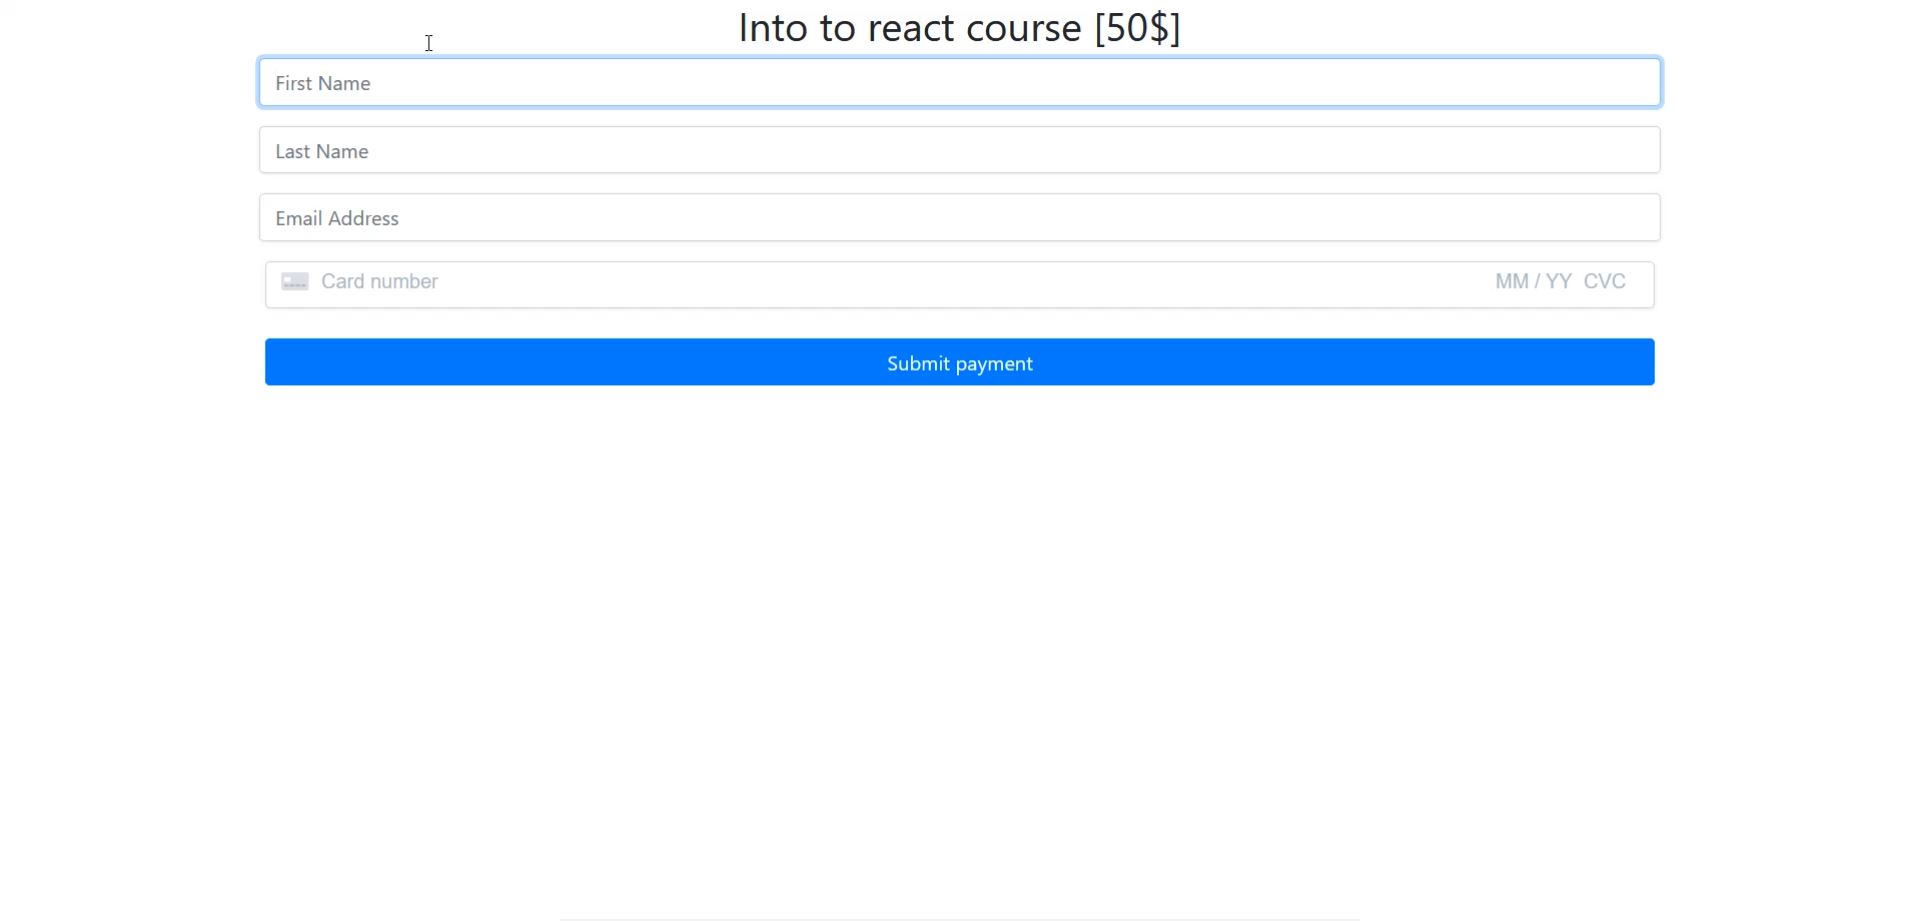 Into to react course [50$]
First Name
Last Name
Email Address
Card number MM / YY CVC
Submit payment